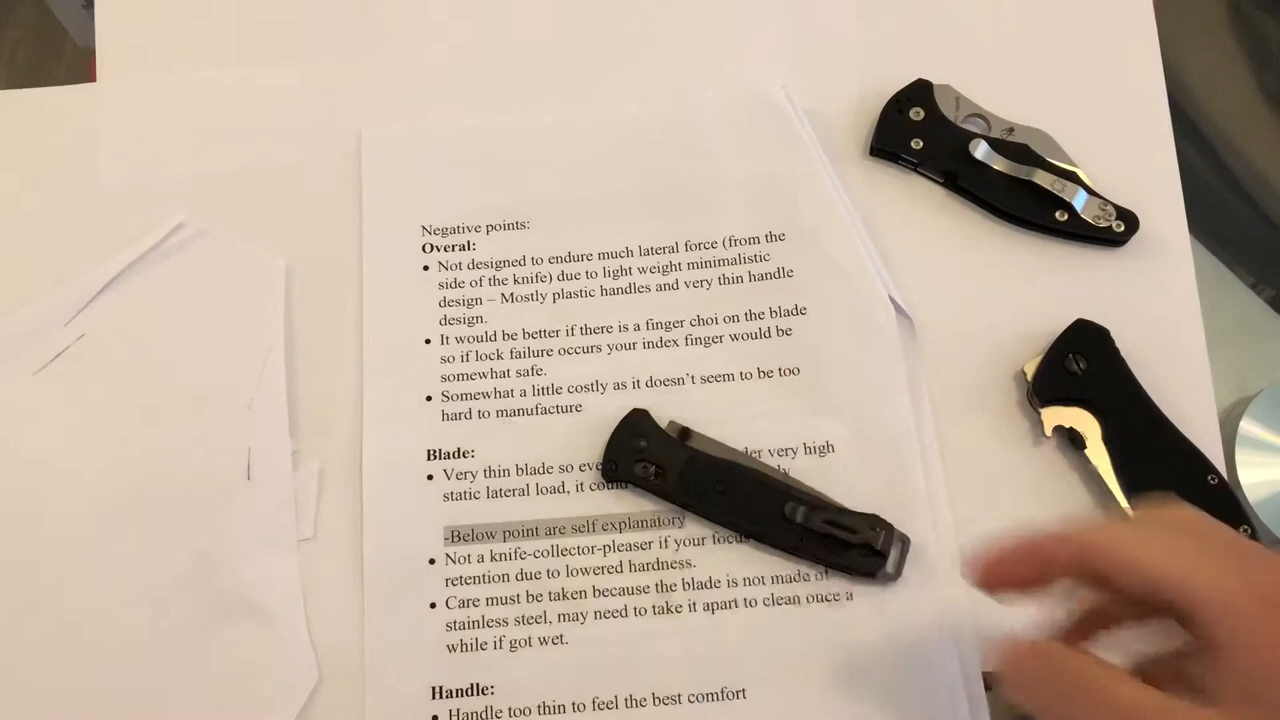 Negative points:
Overal:
• Not designed to endure much lateral force (from the
side of the knife) due to light weight minimalistic
design – Mostly plastic handles and very thin handle
design.
• It would be better if there is a finger choi on the blade
so if lock failure occurs your index finger would be
somewhat safe.
• Somewhat a little costly as it doesn't seem to be too
hard to manufacture
Blade:
• Very thin blade so very high
static lateral load, it could
-Below point are self explanatory
• Not a knife-collector-pleaser if your focus
retention due to lowered hardness.
• Care must be taken because the blade is not made of
stainless steel, may need to take it apart to clean once a
while if got wet.
Handle:
• Handle too thin to feel the best comfort